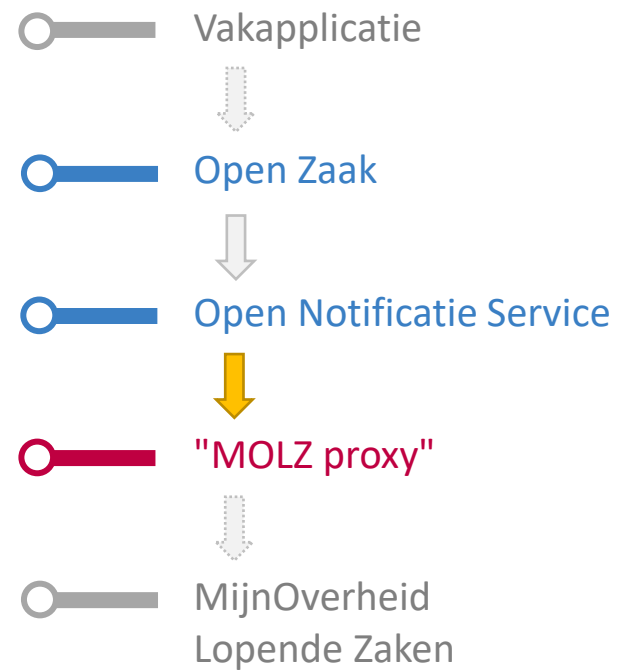 Vakapplicatie
Open Zaak
Open Notificatie Service
"MOLZ proxy"
MijnOverheid
Lopende Zaken